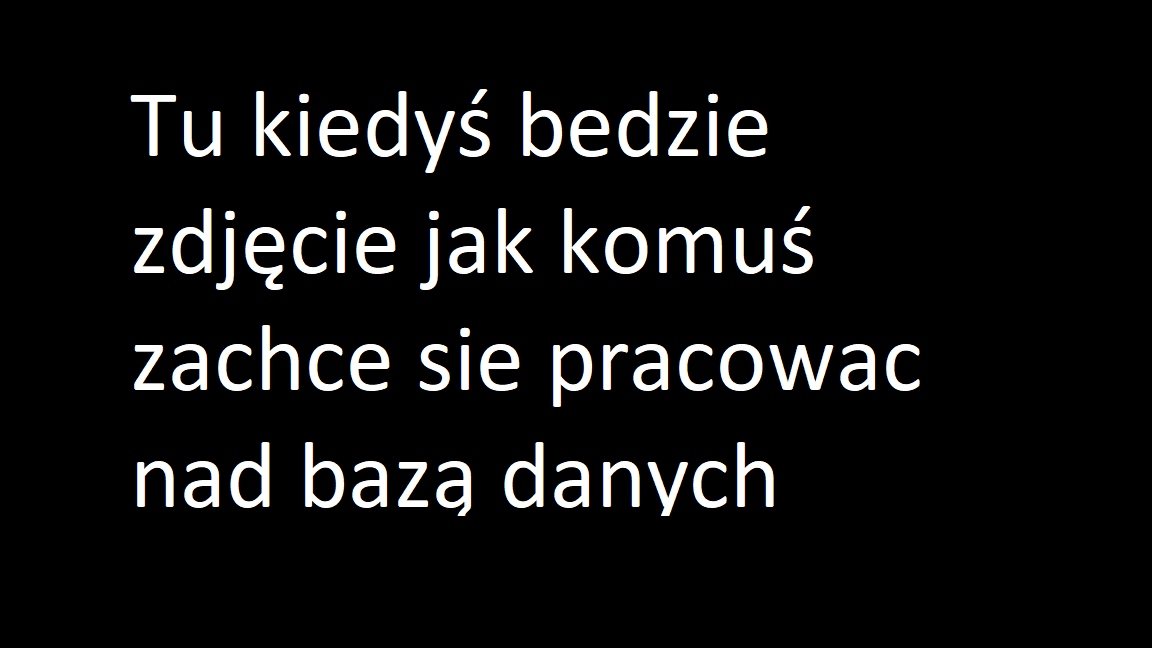 Tu kiedyś bedzie
zdjęcie jak komuś
zachce sie pracowac
nad bazą danych